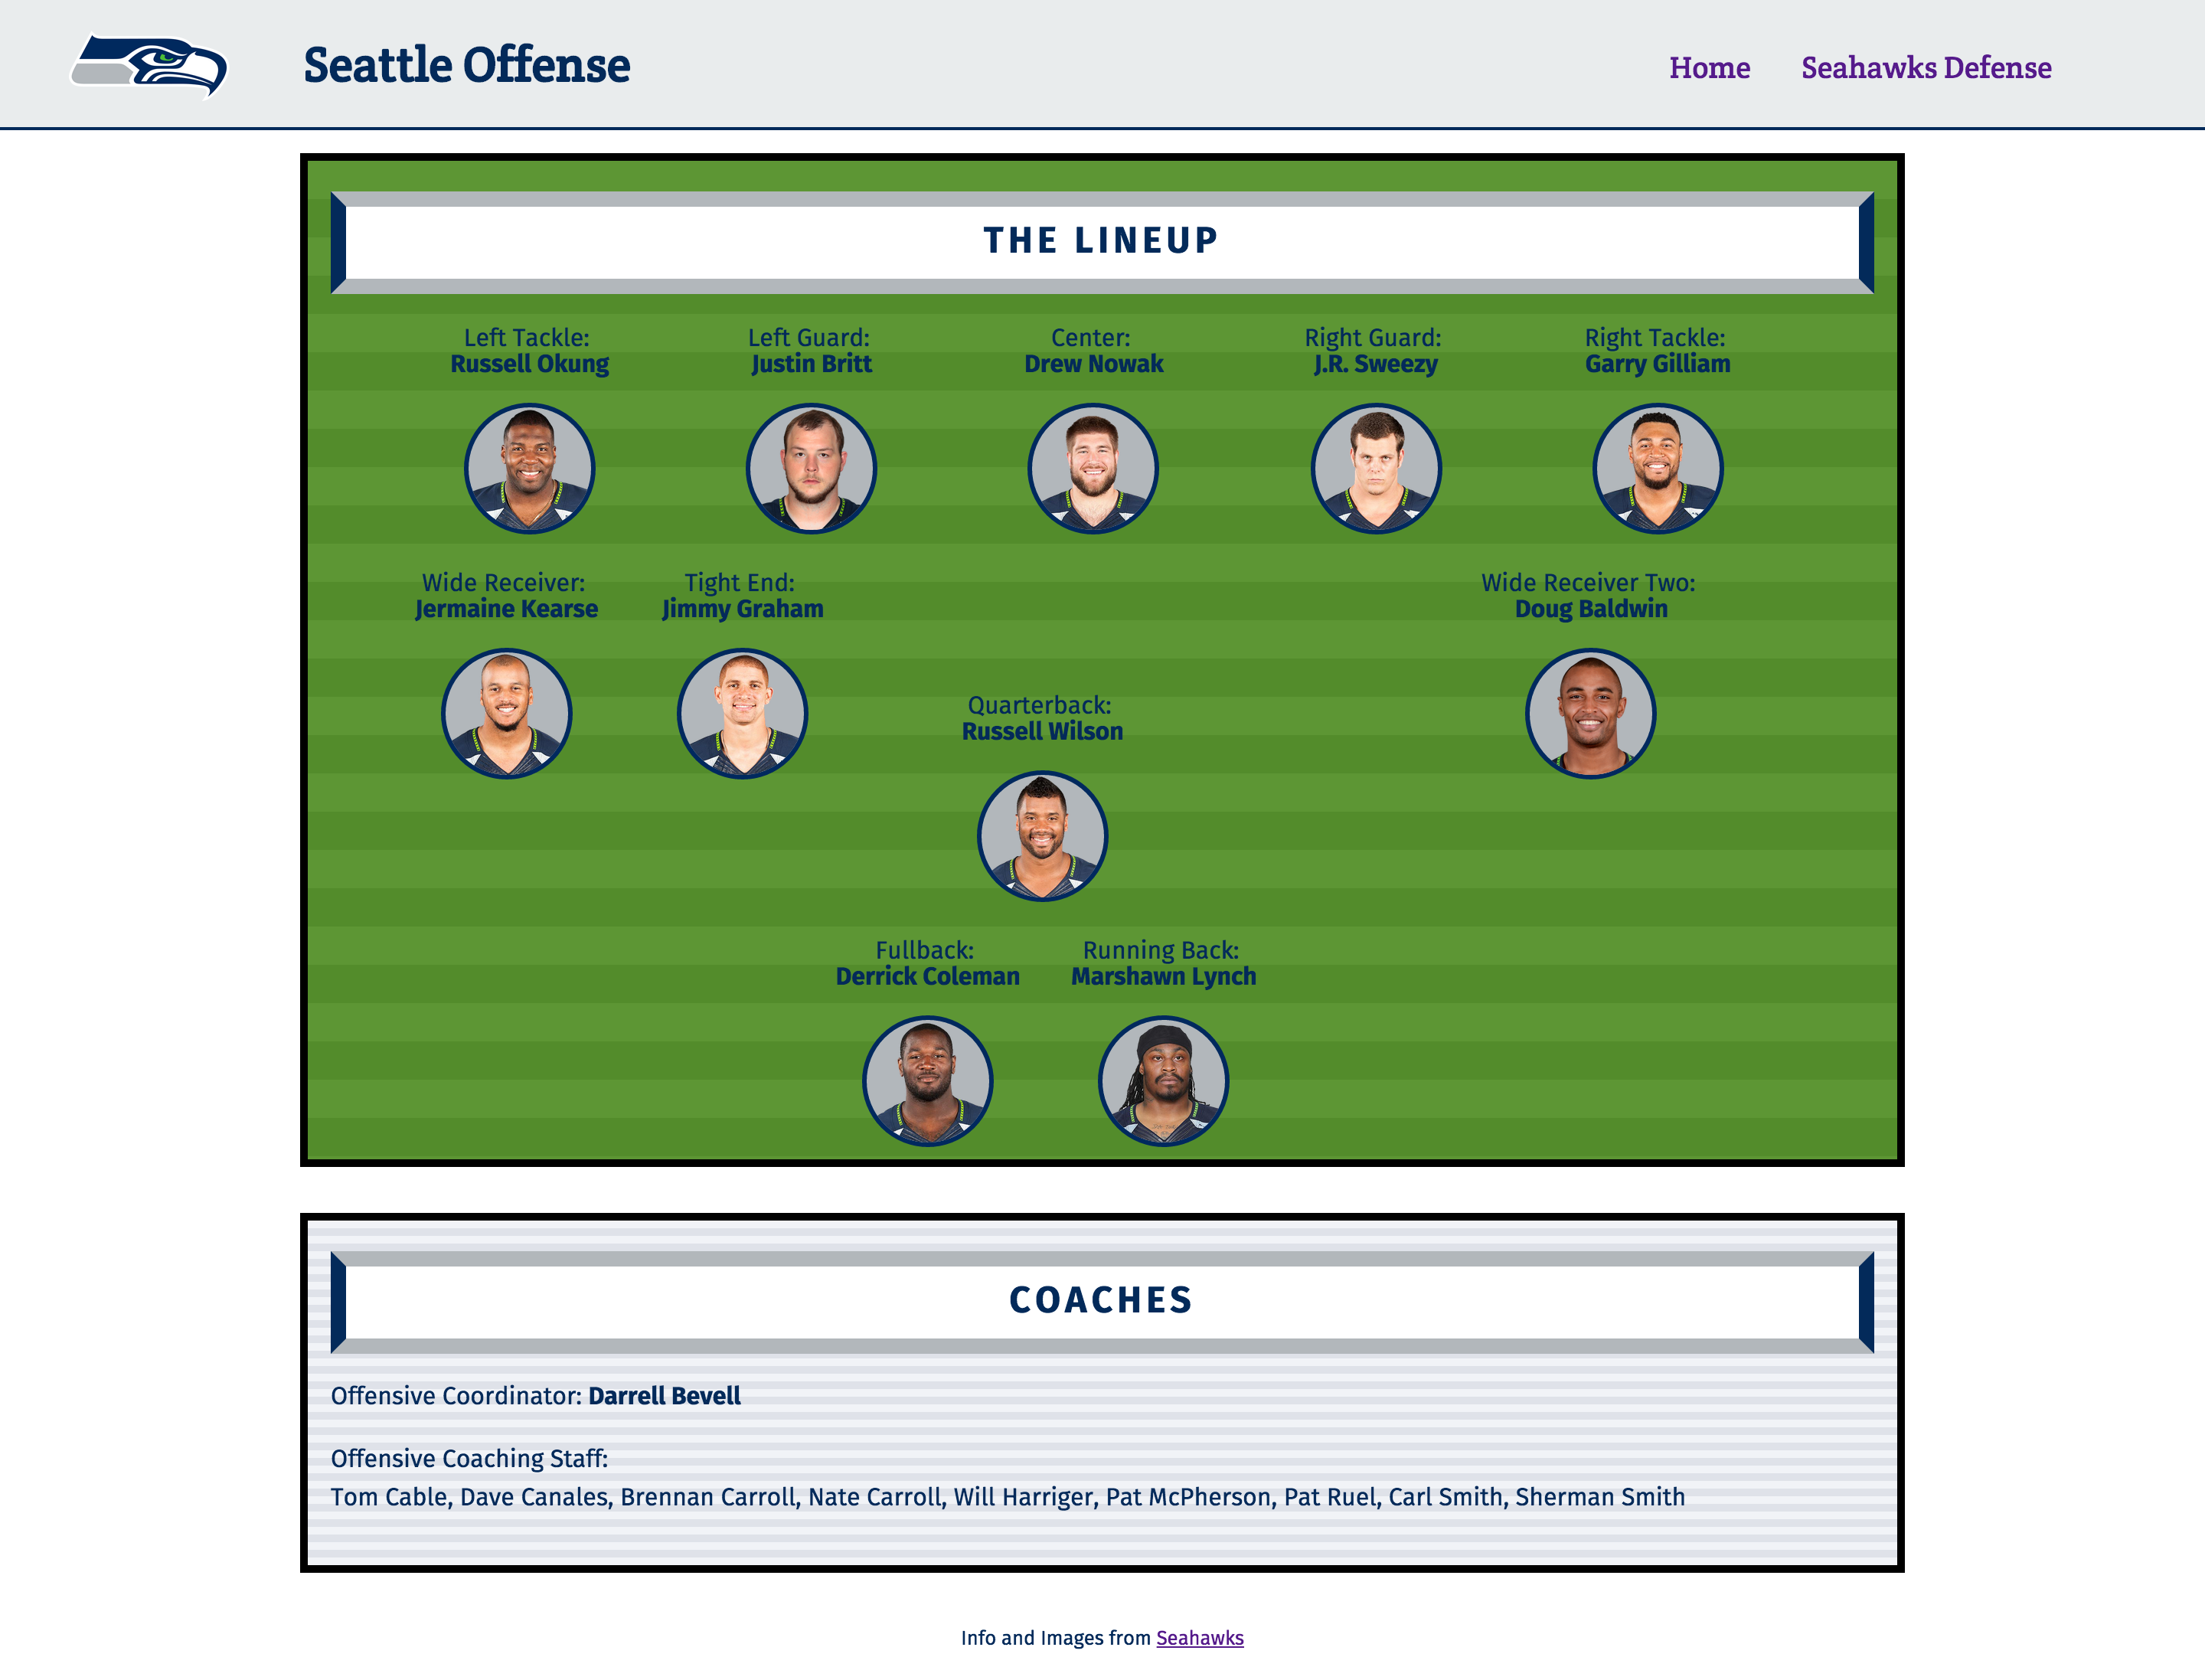 Seattle Offense
Home
Seahawks Defense
THE LINEUP
Left Tackle:
Russell Okung
Left Guard:
Justin Britt
Center:
Drew Nowak
Right Guard:
J.R. Sweezy
Right Tackle:
Garry Gilliam
Wide Receiver:
Jermaine Kearse
Tight End:
Jimmy Graham
Wide Receiver Two:
Doug Baldwin
Quarterback:
Russell Wilson
Fullback:
Derrick Coleman
Running Back:
Marshawn Lynch
COACHES
Offensive Coordinator: Darrell Bevell
Offensive Coaching Staff:
Tom Cable, Dave Canales, Brennan Carroll, Nate Carroll, Will Harriger, Pat McPherson, Pat Ruel, Carl Smith, Sherman Smith
Info and Images from Seahawks